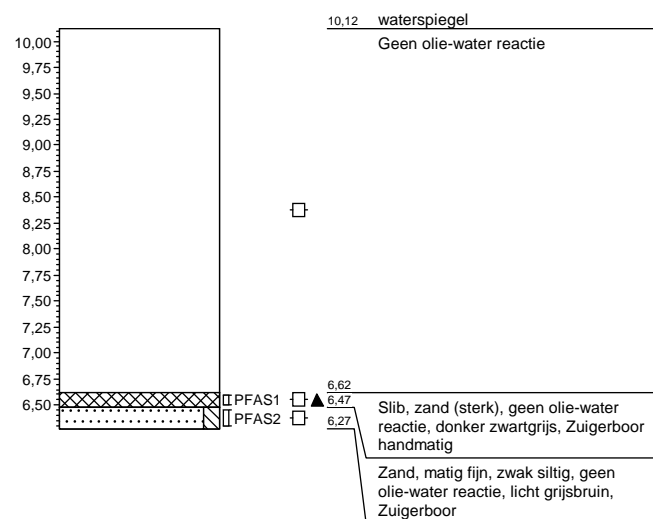 10,12 waterspiegel
Geen olie-water reactie
10,00
9,75
9,50
9,25
9,00
8,75
8,50
8,25
8,00
7,75
7,50
7,25
7,00
6,75
6,50
PFAS1
PFAS2
6,62
6,47
Slib, zand (sterk), geen olie-water
reactie, donker zwartgrijs, Zuigerboor
handmatig
6,27
Zand, matig fijn, zwak siltig, geen
olie-water reactie, licht grijsbruin,
Zuigerboor